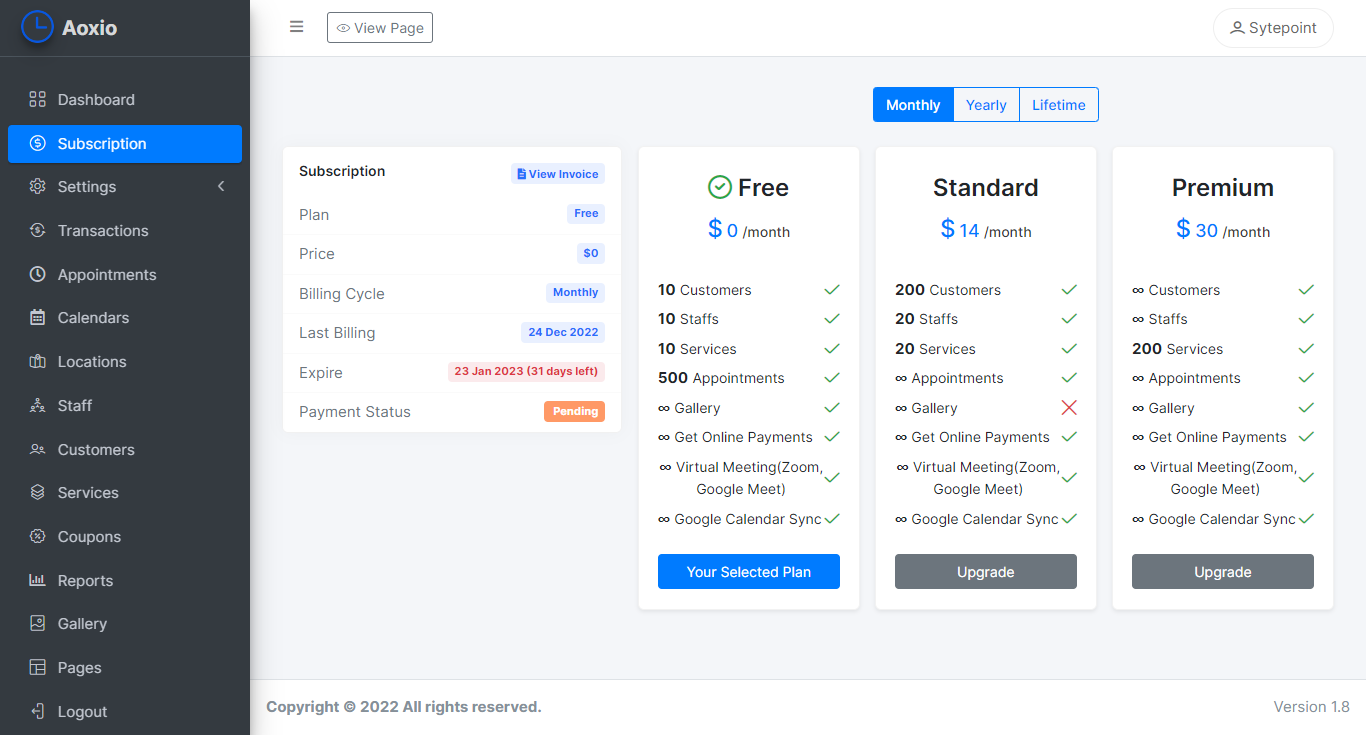 Aoxio
View Page
Sytepoint
Dashboard
Subscription
Settings
Transactions
Appointments
Calendars
Locations
Staff
Customers
Services
Coupons
Reports
Gallery
Pages
Logout
Monthly Yearly Lifetime
Subscription View Invoice
Plan Free
Price $0
Billing Cycle Monthly
Last Billing 24 Dec 2022
Expire 23 Jan 2023 (31 days left)
Payment Status Pending
Free
$ 0 /month
10 Customers
10 Staffs
10 Services
500 Appointments
∞ Gallery
∞ Get Online Payments
∞ Virtual Meeting(Zoom,
Google Meet)
∞ Google Calendar Sync
Your Selected Plan
Standard
$ 14 /month
200 Customers
20 Staffs
20 Services
∞ Appointments
∞ Gallery
∞ Get Online Payments
∞ Virtual Meeting(Zoom,
Google Meet)
∞ Google Calendar Sync
Upgrade
Premium
$ 30 /month
∞ Customers
∞ Staffs
200 Services
∞ Appointments
∞ Gallery
∞ Get Online Payments
∞ Virtual Meeting(Zoom,
Google Meet)
∞ Google Calendar Sync
Upgrade
Copyright © 2022 All rights reserved.
Version 1.8